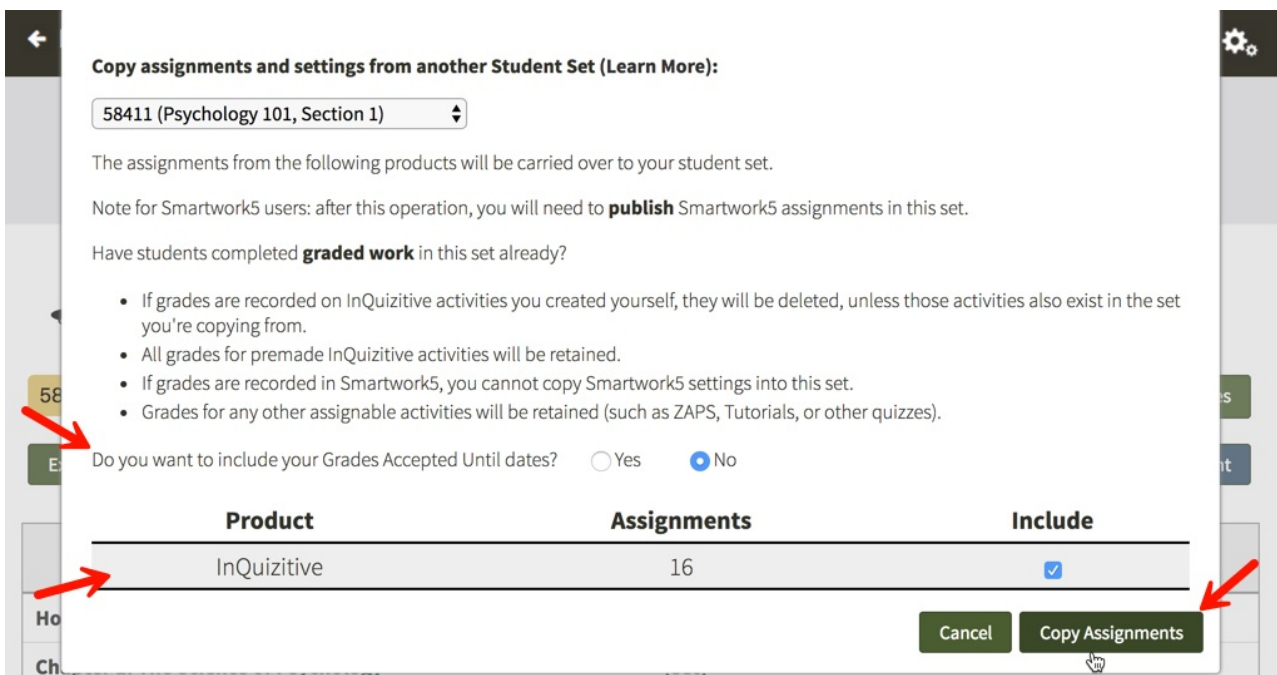 Copy assignments and settings from another Student Set (Learn More):
58411 (Psychology 101, Section 1)
The assignments from the following products will be carried over to your student set.
Note for Smartwork5 users: after this operation, you will need to publish Smartwork5 assignments in this set.
Have students completed graded work in this set already?
• If grades are recorded on InQuizitive activities you created yourself, they will be deleted, unless those activities also exist in the set
you're copying from.
• All grades for premade InQuizitive activities will be retained.
• If grades are recorded in Smartwork5, you cannot copy Smartwork5 settings into this set.
• Grades for any other assignable activities will be retained (such as ZAPS, Tutorials, or other quizzes).
58
es
Do you want to include your Grades Accepted Until dates? Yes No
E
nt
Product Assignments Include
InQuizitive 16
Ho
Cancel Copy Assignments
Ch